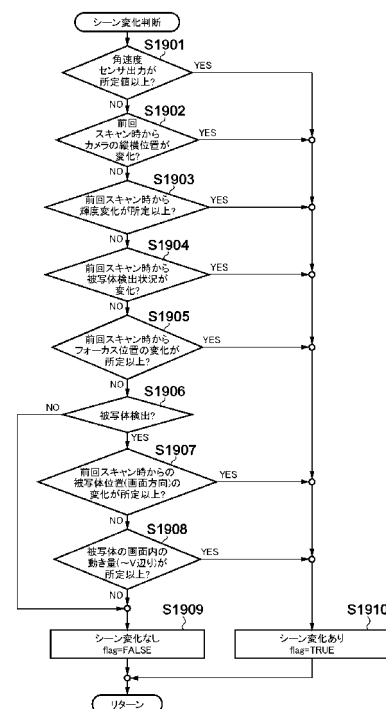 シーン変化判断
S1901
角速度
センサ出力が
所定値以上?
YES
NO
S1902
前回
スキャン時から
カメラの縦横位置が
変化?
YES
NO
S1903
前回スキャン時から
輝度変化が所定以上?
YES
NO
S1904
前回スキャン時から
被写体検出状況が
変化?
YES
NO
S1905
前回スキャン時から
フォーカス位置の変化が
所定以上?
YES
NO
S1906
NO
被写体検出?
YES
S1907
前回スキャン時からの
被写体位置(画面方向)の
変化が所定以上?
YES
NO
S1908
被写体の画面内の
動き量(~V辺り)が
所定以上?
YES
NO
S1909
シーン変化なし
flag=FALSE
S1910
シーン変化あり
flag=TRUE
リターン